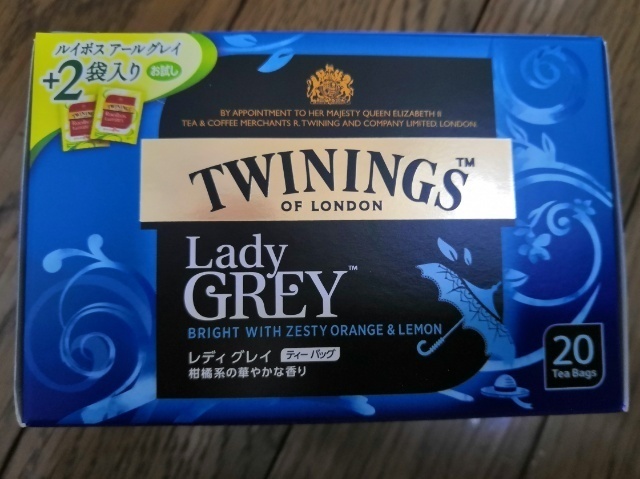 ルイボス アールグレイ
+2袋入り お試し
BY APPOINTMENT TO HER MAJESTY QUEEN ELIZABETH II
TEA & COFFEE MERCHANTS R. TWINING AND COMPANY LIMITED. LONDON.
TWININGS™
OF LONDON
Lady
GREY™
BRIGHT WITH ZESTY ORANGE & LEMON
レディ グレイ ティー バッグ
柑橘系の華やかな香り
20
Tea Bags